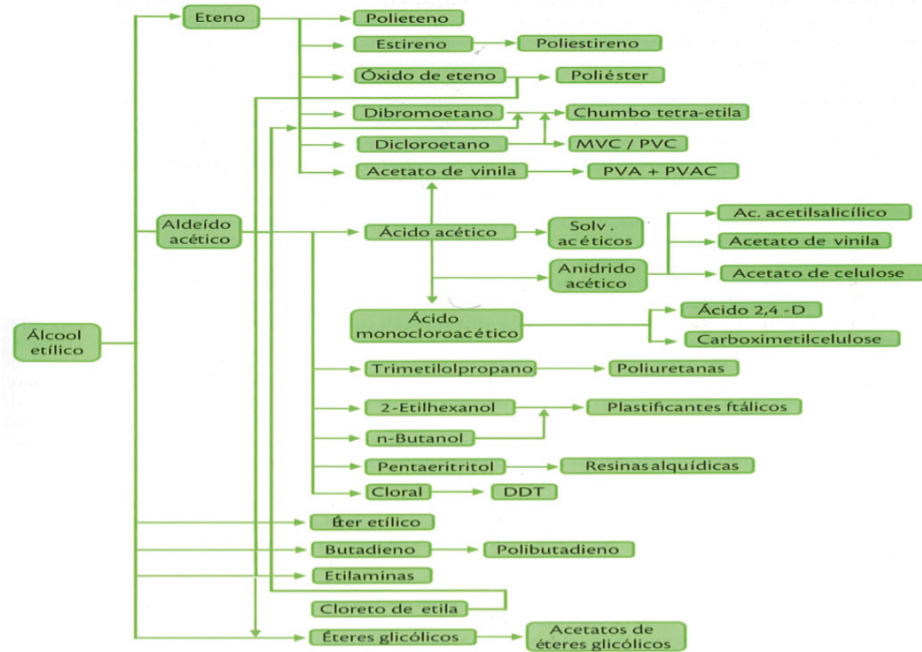 Eteno
Polieteno
Estireno
Poliestireno
Óxido de eteno
Poliéster
Dibromoetano
Chumbo tetra-etila
Dicloroetano
MVC / PVC
Acetato de vinila
PVA + PVAC
Aldeído
acético
Ácido acético
Solv.
acéticos
Anidrido
acético
Ac. acetilsalicílico
Acetato de vinila
Acetato de celulose
Ácido
monocloroacético
Ácido 2,4 -D
Carboximetilcelulose
Álcool
etílico
Trimetilolpropano
Poliuretanas
2-Etilhexanol
Plastificantes ftálicos
n-Butanol
Pentaeritritol
Resinas alquídicas
Cloral
DDT
Éter etílico
Butadieno
Polibutadieno
Etilaminas
Cloreto de etila
Éteres glicólicos
Acetatos de
éteres glicólicos